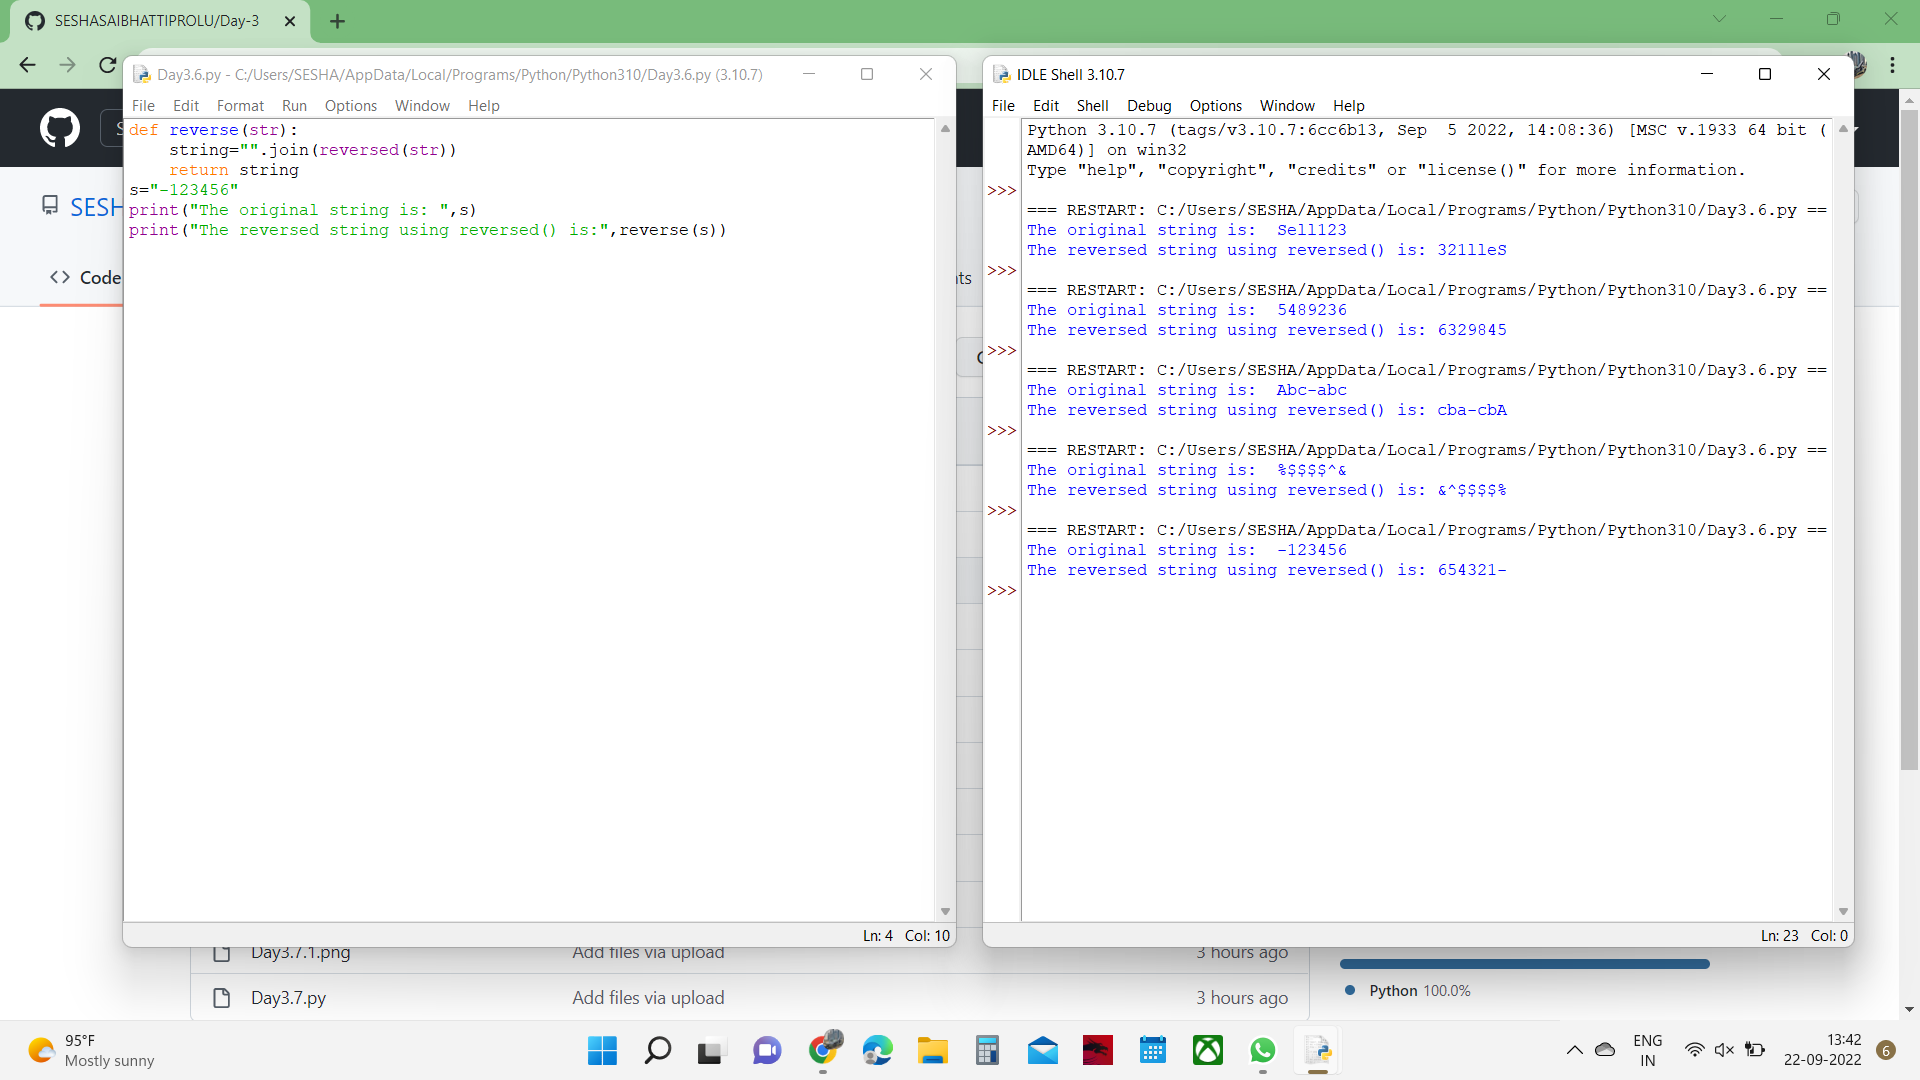 SESHASAIBHATTIPROLU/Day-3
Day3.6.py - C:/Users/SESHA/AppData/Local/Programs/Python/Python310/Day3.6.py (3.10.7)
File Edit Format Run Options Window Help
def reverse(str):
    string="".join(reversed(str))
    return string
s="-123456"
print("The original string is: ",s)
print("The reversed string using reversed() is:",reverse(s))
Ln: 4 Col: 10
IDLE Shell 3.10.7
File Edit Shell Debug Options Window Help
Python 3.10.7 (tags/v3.10.7:6cc6b13, Sep  5 2022, 14:08:36) [MSC v.1933 64 bit (
AMD64)] on win32
Type "help", "copyright", "credits" or "license()" for more information.
>>>
=== RESTART: C:/Users/SESHA/AppData/Local/Programs/Python/Python310/Day3.6.py ==
The original string is:  Sell123
The reversed string using reversed() is: 321lleS
>>>
=== RESTART: C:/Users/SESHA/AppData/Local/Programs/Python/Python310/Day3.6.py ==
The original string is:  5489236
The reversed string using reversed() is: 6329845
>>>
=== RESTART: C:/Users/SESHA/AppData/Local/Programs/Python/Python310/Day3.6.py ==
The original string is:  Abc-abc
The reversed string using reversed() is: cba-cbA
>>>
=== RESTART: C:/Users/SESHA/AppData/Local/Programs/Python/Python310/Day3.6.py ==
The original string is:  %$$$$^&
The reversed string using reversed() is: &^$$$$%
>>>
=== RESTART: C:/Users/SESHA/AppData/Local/Programs/Python/Python310/Day3.6.py ==
The original string is:  -123456
The reversed string using reversed() is: 654321-
>>>
Ln: 23 Col: 0
SESH
<> Code
Day3.7.1.png Add files via upload 3 hours ago
Day3.7.py Add files via upload 3 hours ago
Python 100.0%
95°F
Mostly sunny
ENG
IN
13:42
22-09-2022
6